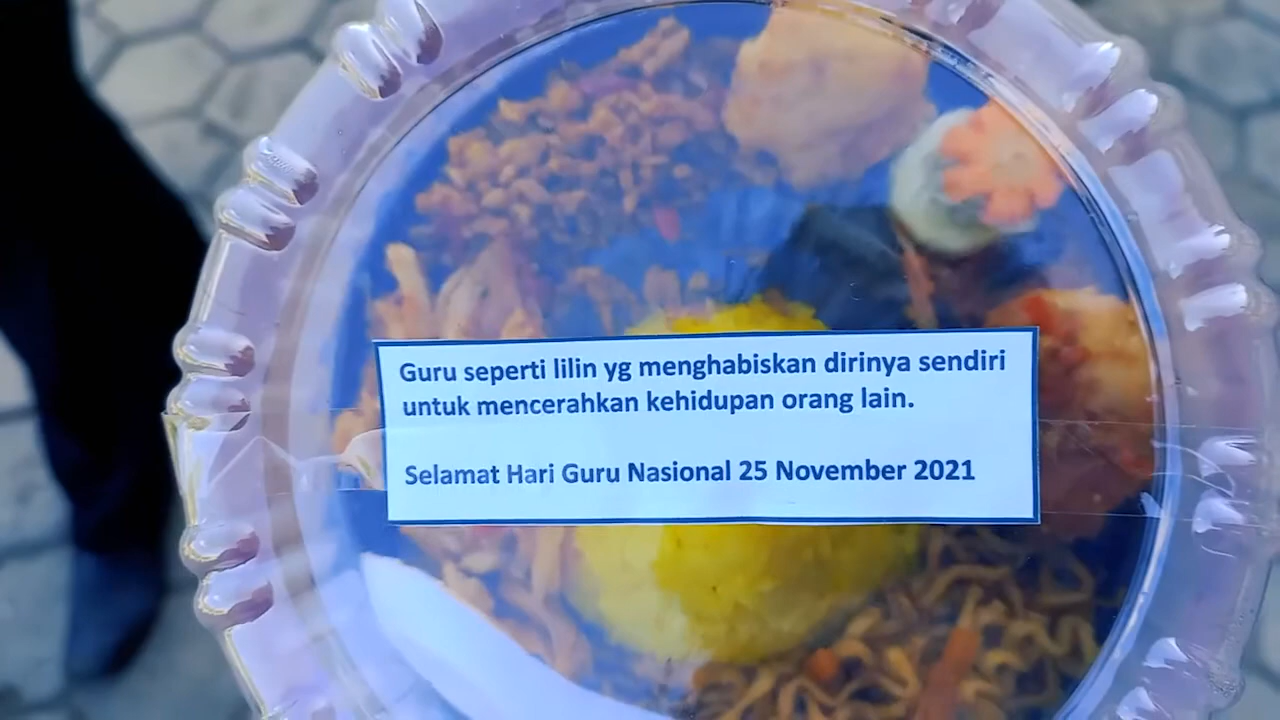 Guru seperti lilin yg menghabiskan dirinya sendiri
untuk mencerahkan kehidupan orang lain.
Selamat Hari Guru Nasional 25 November 2021